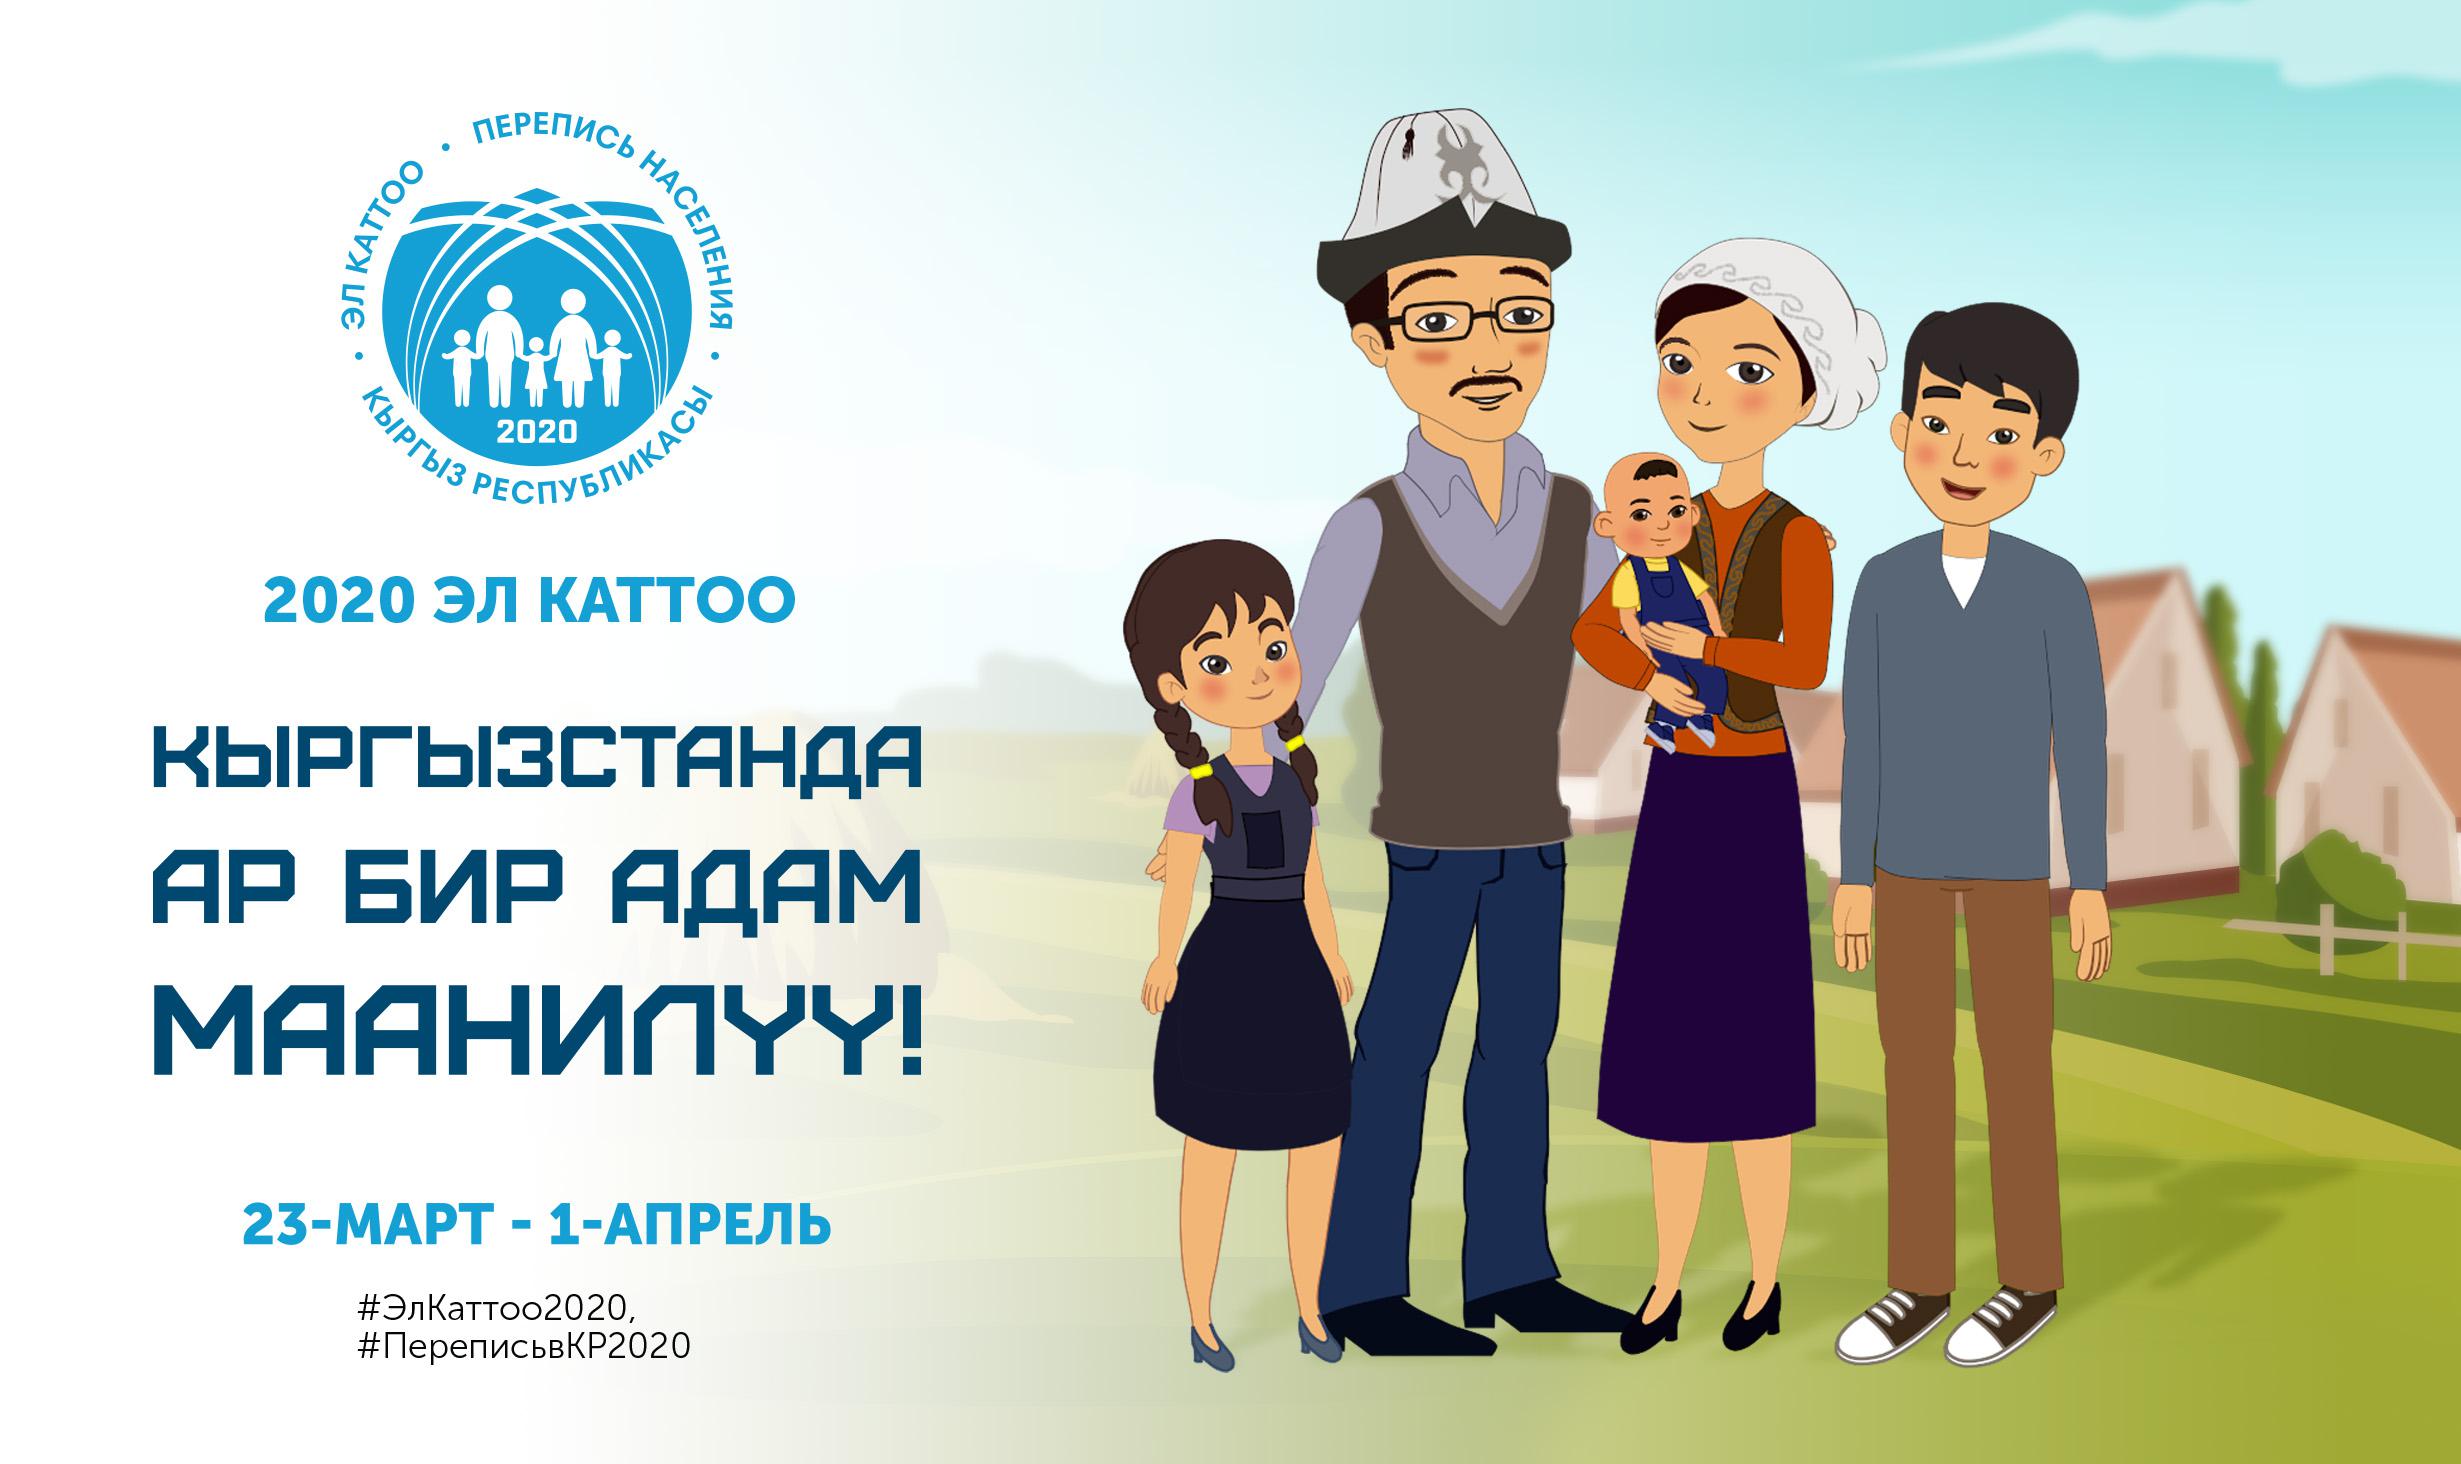 ЭЛ КАТТОО • ПЕРЕПИСЬ НАСЕЛЕНИЯ • КЫРГЫЗ РЕСПУБЛИКАСЫ •
2020
2020 ЭЛ КАТТОО
КЫРГЫЗСТАНДА
АР БИР АДАМ
МААНИЛҮҮ!
23-МАРТ - 1-АПРЕЛЬ
#ЭлКаттоо2020,
#ПереписьвКР2020